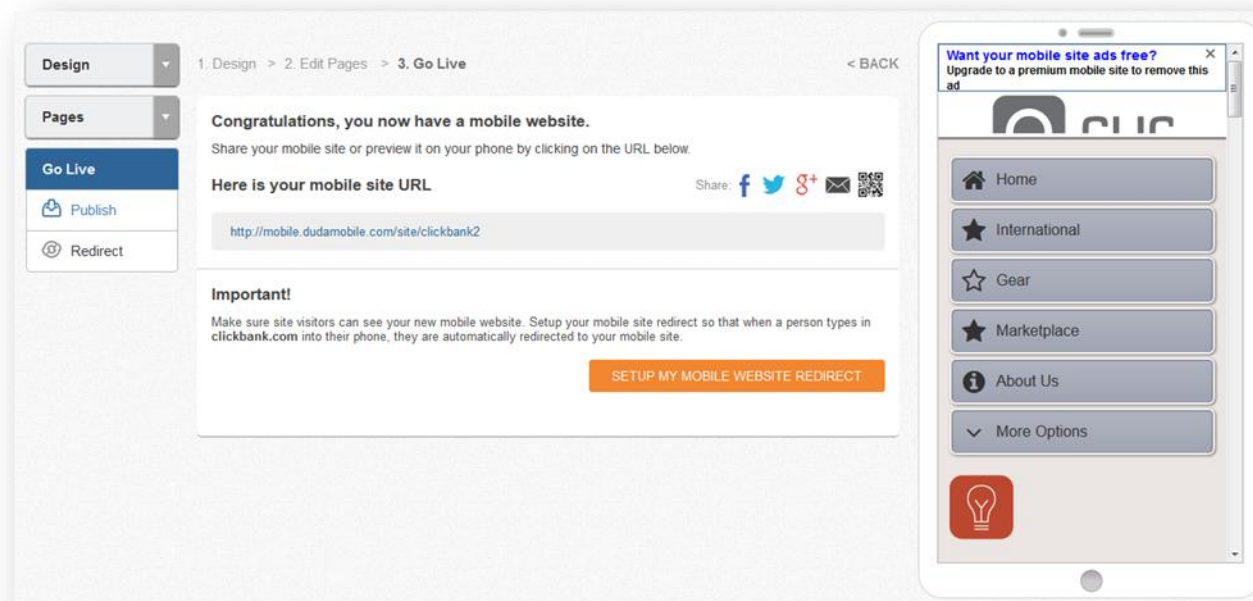 Design
Pages
Go Live
Publish
Redirect
1. Design > 2. Edit Pages > 3. Go Live
< BACK
Congratulations, you now have a mobile website.
Share your mobile site or preview it on your phone by clicking on the URL below.
Here is your mobile site URL
Share:
http://mobile.dudamobile.com/site/clickbank2
Important!
Make sure site visitors can see your new mobile website. Setup your mobile site redirect so that when a person types in
clickbank.com into their phone, they are automatically redirected to your mobile site.
SETUP MY MOBILE WEBSITE REDIRECT
Want your mobile site ads free?
Upgrade to a premium mobile site to remove this
ad
Home
International
Gear
Marketplace
About Us
More Options